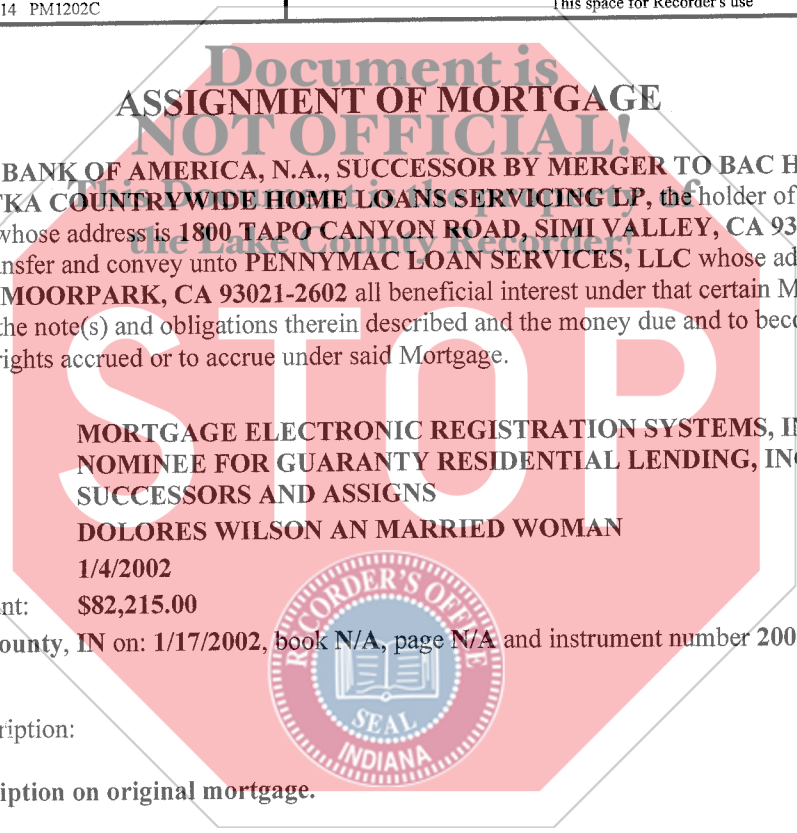 14 PM1202C
This space for Recorder's use
Document is
ASSIGNMENT OF MORTGAGE
NOT OFFICIAL!
BANK OF AMERICA, N.A., SUCCESSOR BY MERGER TO BAC H
This Document is the property of
FKA COUNTRYWIDE HOME LOANS SERVICING LP, the holder of
whose address is 1800 TAPO CANYON ROAD, SIMI VALLEY, CA 93
the Lake County Recorder!
nsfer and convey unto PENNYMAC LOAN SERVICES, LLC whose ad
MOORPARK, CA 93021-2602 all beneficial interest under that certain M
the note(s) and obligations therein described and the money due and to beco
rights accrued or to accrue under said Mortgage.
STOP
MORTGAGE ELECTRONIC REGISTRATION SYSTEMS, IN
NOMINEE FOR GUARANTY RESIDENTIAL LENDING, INC
SUCCESSORS AND ASSIGNS
DOLORES WILSON AN MARRIED WOMAN
1/4/2002
nt: $82,215.00
ounty, IN on: 1/17/2002, book N/A, page N/A and instrument number 200
RECORDER'S OFFICE
SEAL
INDIANA
ription:
iption on original mortgage.